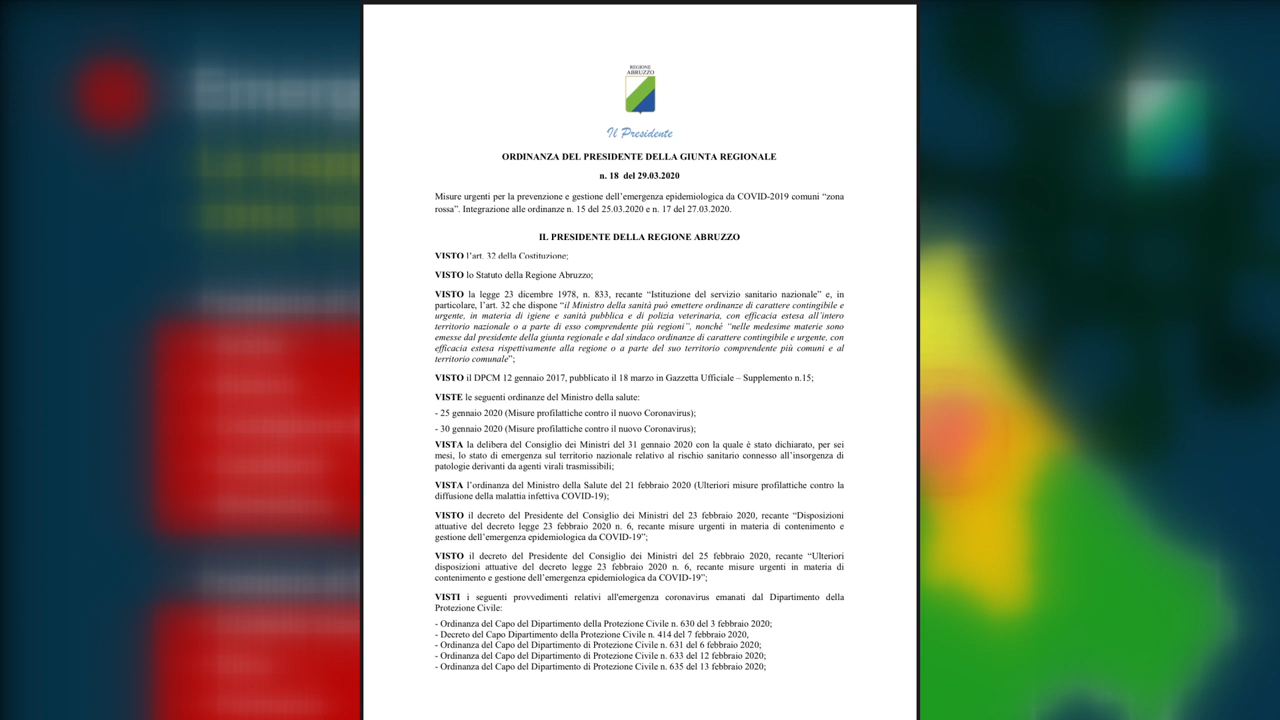 REGIONE
ABRUZZO
Il Presidente
ORDINANZA DEL PRESIDENTE DELLA GIUNTA REGIONALE
n. 18 del 29.03.2020
Misure urgenti per la prevenzione e gestione dell’emergenza epidemiologica da COVID-2019 comuni “zona
rossa”. Integrazione alle ordinanze n. 15 del 25.03.2020 e n. 17 del 27.03.2020.
IL PRESIDENTE DELLA REGIONE ABRUZZO
VISTO l’art. 32 della Costituzione;
VISTO lo Statuto della Regione Abruzzo;
VISTO la legge 23 dicembre 1978, n. 833, recante “Istituzione del servizio sanitario nazionale” e, in
particolare, l’art. 32 che dispone “il Ministro della sanità può emettere ordinanze di carattere contingibile e
urgente, in materia di igiene e sanità pubblica e di polizia veterinaria, con efficacia estesa all’intero
territorio nazionale o a parte di esso comprendente più regioni”, nonché “nelle medesime materie sono
emesse dal presidente della giunta regionale e dal sindaco ordinanze di carattere contingibile e urgente, con
efficacia estesa rispettivamente alla regione o a parte del suo territorio comprendente più comuni e al
territorio comunale”;
VISTO il DPCM 12 gennaio 2017, pubblicato il 18 marzo in Gazzetta Ufficiale – Supplemento n.15;
VISTE le seguenti ordinanze del Ministro della salute:
- 25 gennaio 2020 (Misure profilattiche contro il nuovo Coronavirus);
- 30 gennaio 2020 (Misure profilattiche contro il nuovo Coronavirus);
VISTA la delibera del Consiglio dei Ministri del 31 gennaio 2020 con la quale è stato dichiarato, per sei
mesi, lo stato di emergenza sul territorio nazionale relativo al rischio sanitario connesso all’insorgenza di
patologie derivanti da agenti virali trasmissibili;
VISTA l’ordinanza del Ministro della Salute del 21 febbraio 2020 (Ulteriori misure profilattiche contro la
diffusione della malattia infettiva COVID-19);
VISTO il decreto del Presidente del Consiglio dei Ministri del 23 febbraio 2020, recante “Disposizioni
attuative del decreto legge 23 febbraio 2020 n. 6, recante misure urgenti in materia di contenimento e
gestione dell’emergenza epidemiologica da COVID-19”;
VISTO il decreto del Presidente del Consiglio dei Ministri del 25 febbraio 2020, recante “Ulteriori
disposizioni attuative del decreto legge 23 febbraio 2020 n. 6, recante misure urgenti in materia di
contenimento e gestione dell’emergenza epidemiologica da COVID-19”;
VISTI i seguenti provvedimenti relativi all'emergenza coronavirus emanati dal Dipartimento della
Protezione Civile:
- Ordinanza del Capo del Dipartimento della Protezione Civile n. 630 del 3 febbraio 2020;
- Decreto del Capo Dipartimento della Protezione Civile n. 414 del 7 febbraio 2020,
- Ordinanza del Capo del Dipartimento di Protezione Civile n. 631 del 6 febbraio 2020;
- Ordinanza del Capo del Dipartimento di Protezione Civile n. 633 del 12 febbraio 2020;
- Ordinanza del Capo del Dipartimento di Protezione Civile n. 635 del 13 febbraio 2020;